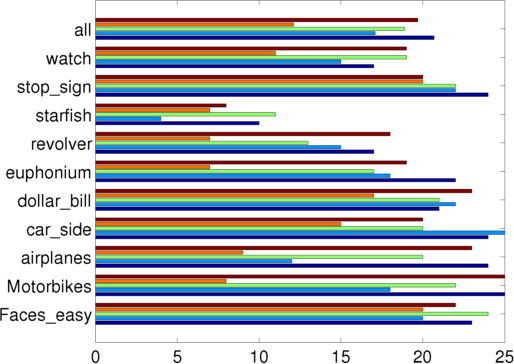 all
watch
stop_sign
starfish
revolver
euphonium
dollar_bill
car_side
airplanes
Motorbikes
Faces_easy
0 5 10 15 20 25